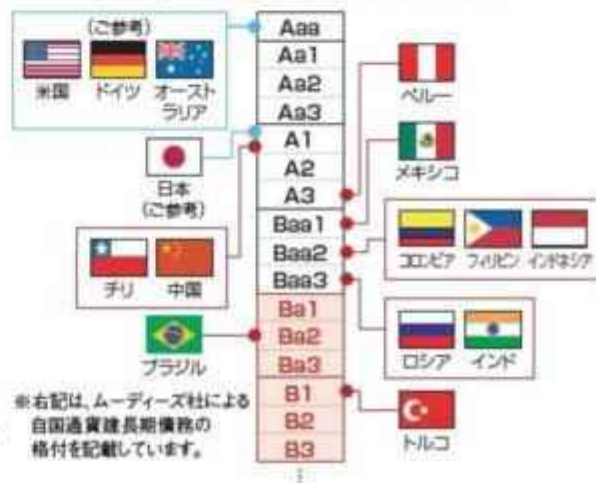 (ご参考)
米国 ドイツ オースト
ラリア
日本
(ご参考)
チリ 中国
ブラジル
※右記は、ムーディーズ社による
自国通貨建長期債務の
格付を記載しています。
Aaa
Aa1
Aa2
Aa3
A1
A2
A3
Baa1
Baa2
Baa3
Ba1
Ba2
Ba3
B1
B2
B3
⋮
ペルー
メキシコ
コロンビア フィリピン インドネシア
ロシア インド
トルコ